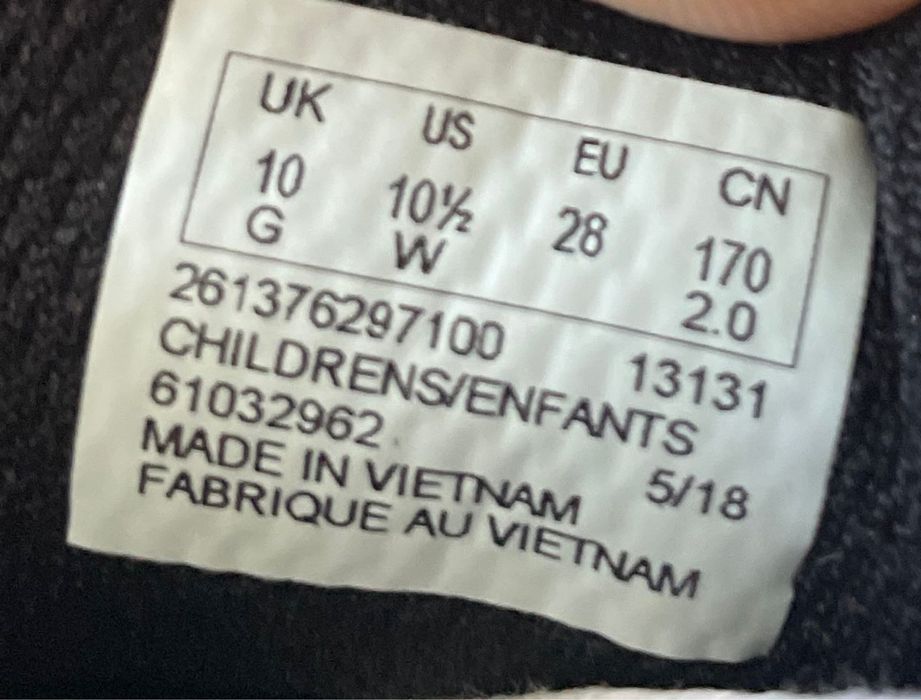 UK US EU CN
10 10½ 28 170
G W 2.0
261376297100 13131
CHILDRENS/ENFANTS
61032962 5/18
MADE IN VIETNAM
FABRIQUE AU VIETNAM